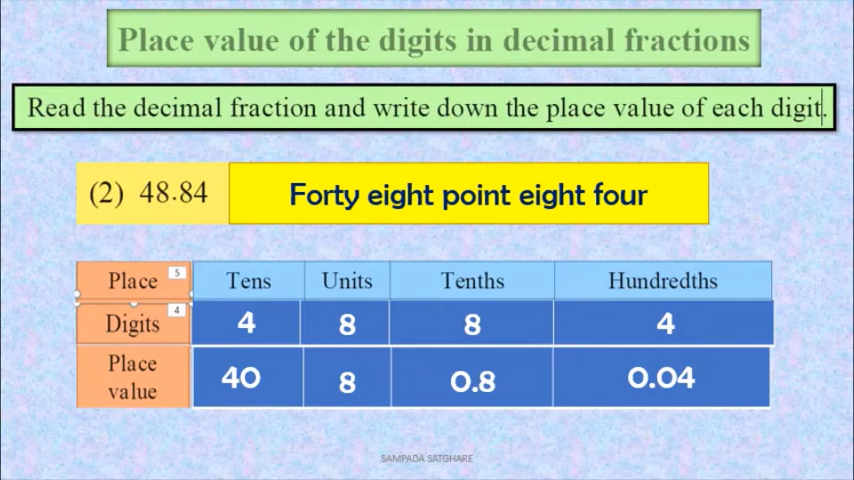 Place value of the digits in decimal fractions
Read the decimal fraction and write down the place value of each digit.
(2) 48.84 Forty eight point eight four
Place 5 Tens Units Tenths Hundredths
Digits 4 4 8 8 4
Place value 40 8 0.8 0.04
SAMPADA SATGHARE